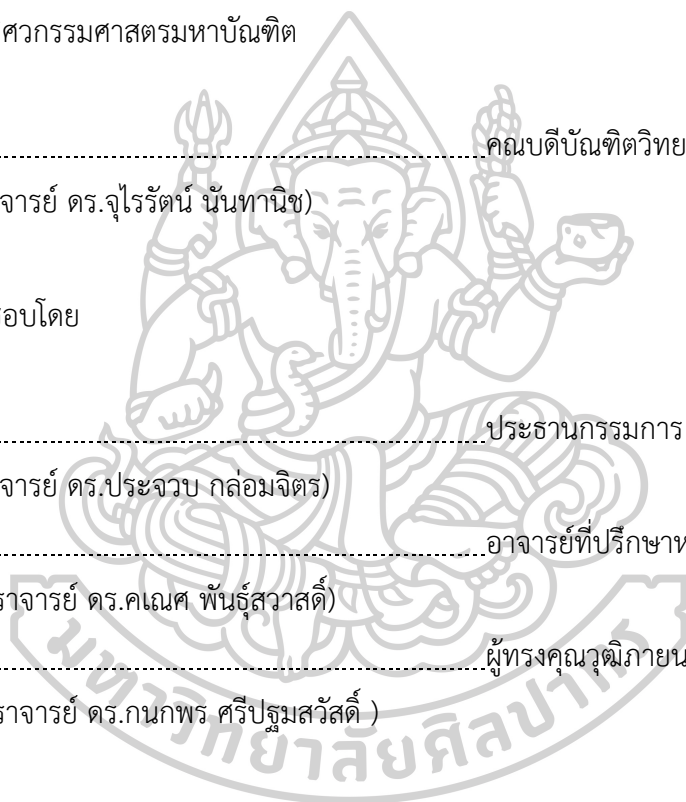 ศวกรรมศาสตรมหาบัณฑิต
คณบดีบัณฑิตวิทย
จารย์ ดร.จุไรรัตน์ นันทานิช)
อบโดย
ประธานกรรมการ
จารย์ ดร.ประจวบ กล่อมจิตร)
อาจารย์ที่ปรึกษาห
ราจารย์ ดร.คเณศ พันธุ์สวาสดิ์)
ผู้ทรงคุณวุฒิภายน
ราจารย์ ดร.กนกพร ศรีปฐมสวัสดิ์ )
มหาวิทยาลัยศิลปากร